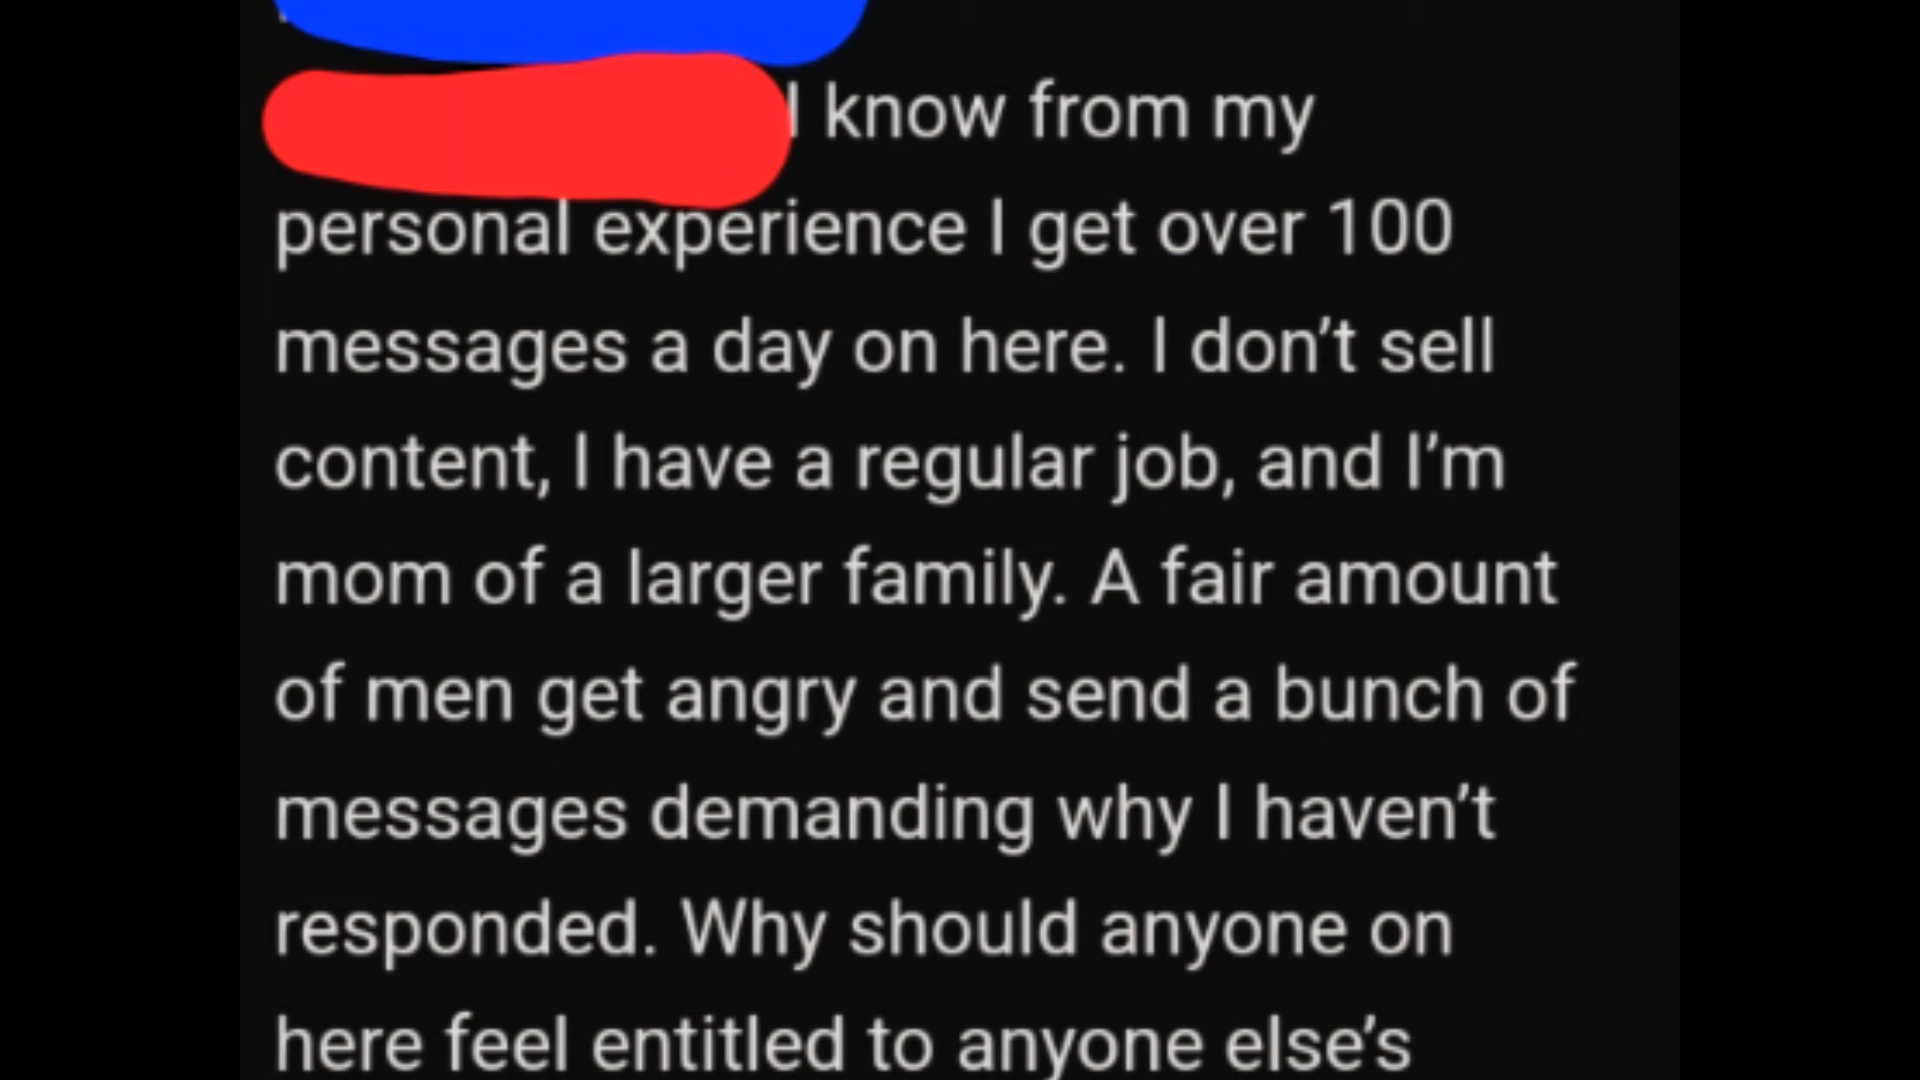 I know from my
personal experience I get over 100
messages a day on here. I don’t sell
content, I have a regular job, and I’m
mom of a larger family. A fair amount
of men get angry and send a bunch of
messages demanding why I haven’t
responded. Why should anyone on
here feel entitled to anyone else’s